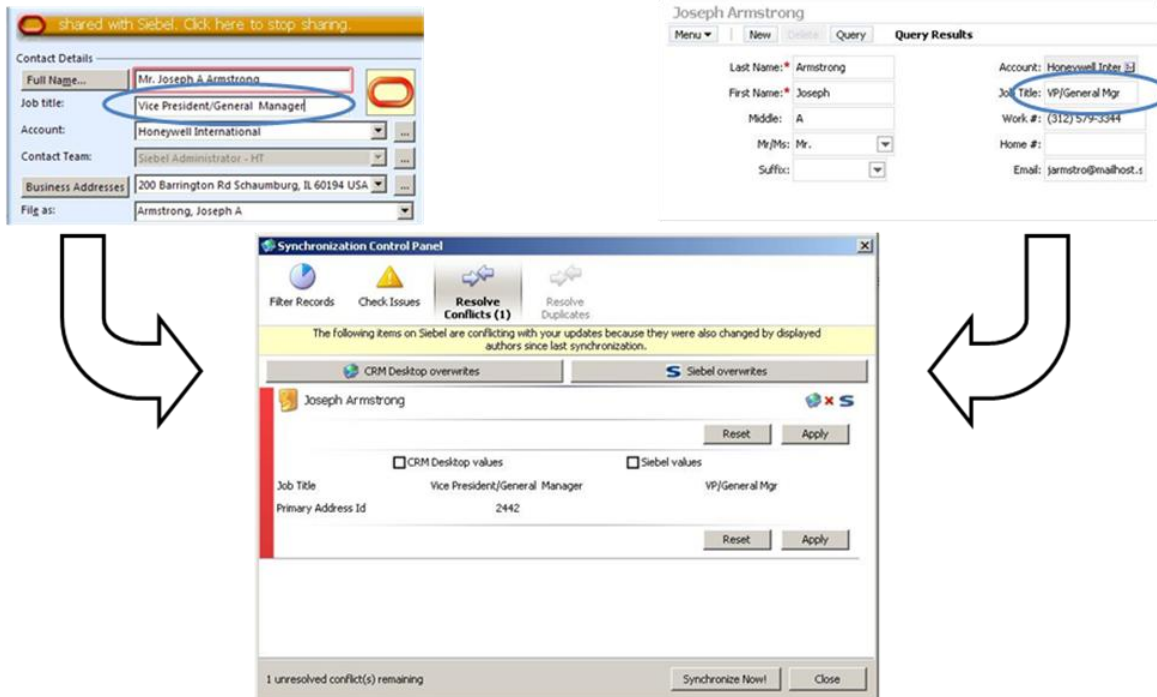 shared with Siebel. Click here to stop sharing.
Contact Details
Full Name... Mr. Joseph A Armstrong
Job title: Vice President/General Manager
Account: Honeywell International ...
Contact Team: Siebel Administrator - HT ...
Business Addresses 200 Barrington Rd Schaumburg, IL 60194 USA ...
File as: Armstrong, Joseph A
Joseph Armstrong
Menu New Delete Query Query Results
Last Name:* Armstrong Account: Honeywell Inter
First Name:* Joseph Job Title: VP/General Mgr
Middle: A Work #: (312) 579-3344
Mr/Ms: Mr. Home #:
Suffix: Email: jarmstro@mailhost.s
Synchronization Control Panel
Filter Records Check Issues Resolve Conflicts (1) Resolve Duplicates
The following items on Siebel are conflicting with your updates because they were also changed by displayed
authors since last synchronization.
CRM Desktop overwrites S Siebel overwrites
Joseph Armstrong S
Reset Apply
CRM Desktop values Siebel values
Job Title Vice President/General Manager VP/General Mgr
Primary Address Id 2442
Reset Apply
1 unresolved conflict(s) remaining Synchronize Now! Close